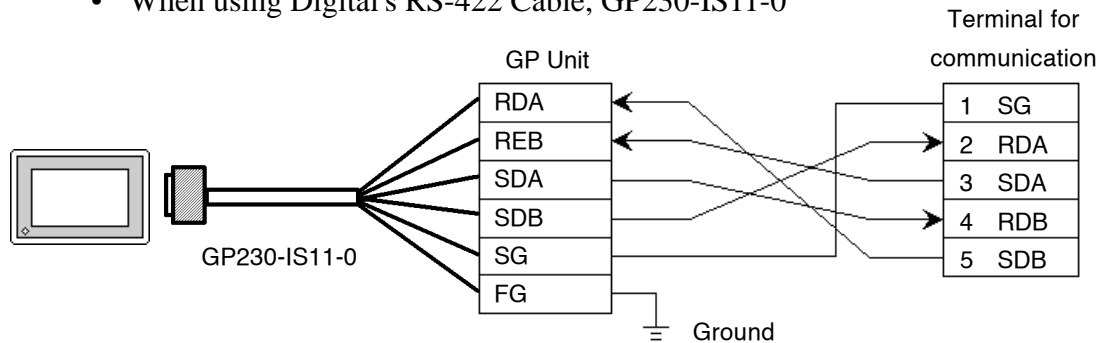 • When using Digital's RS-422 Cable, GP230-IS11-0
Terminal for
communication
GP Unit
RDA
REB
SDA
SDB
SG
FG
GP230-IS11-0
Ground
1 SG
2 RDA
3 SDA
4 RDB
5 SDB